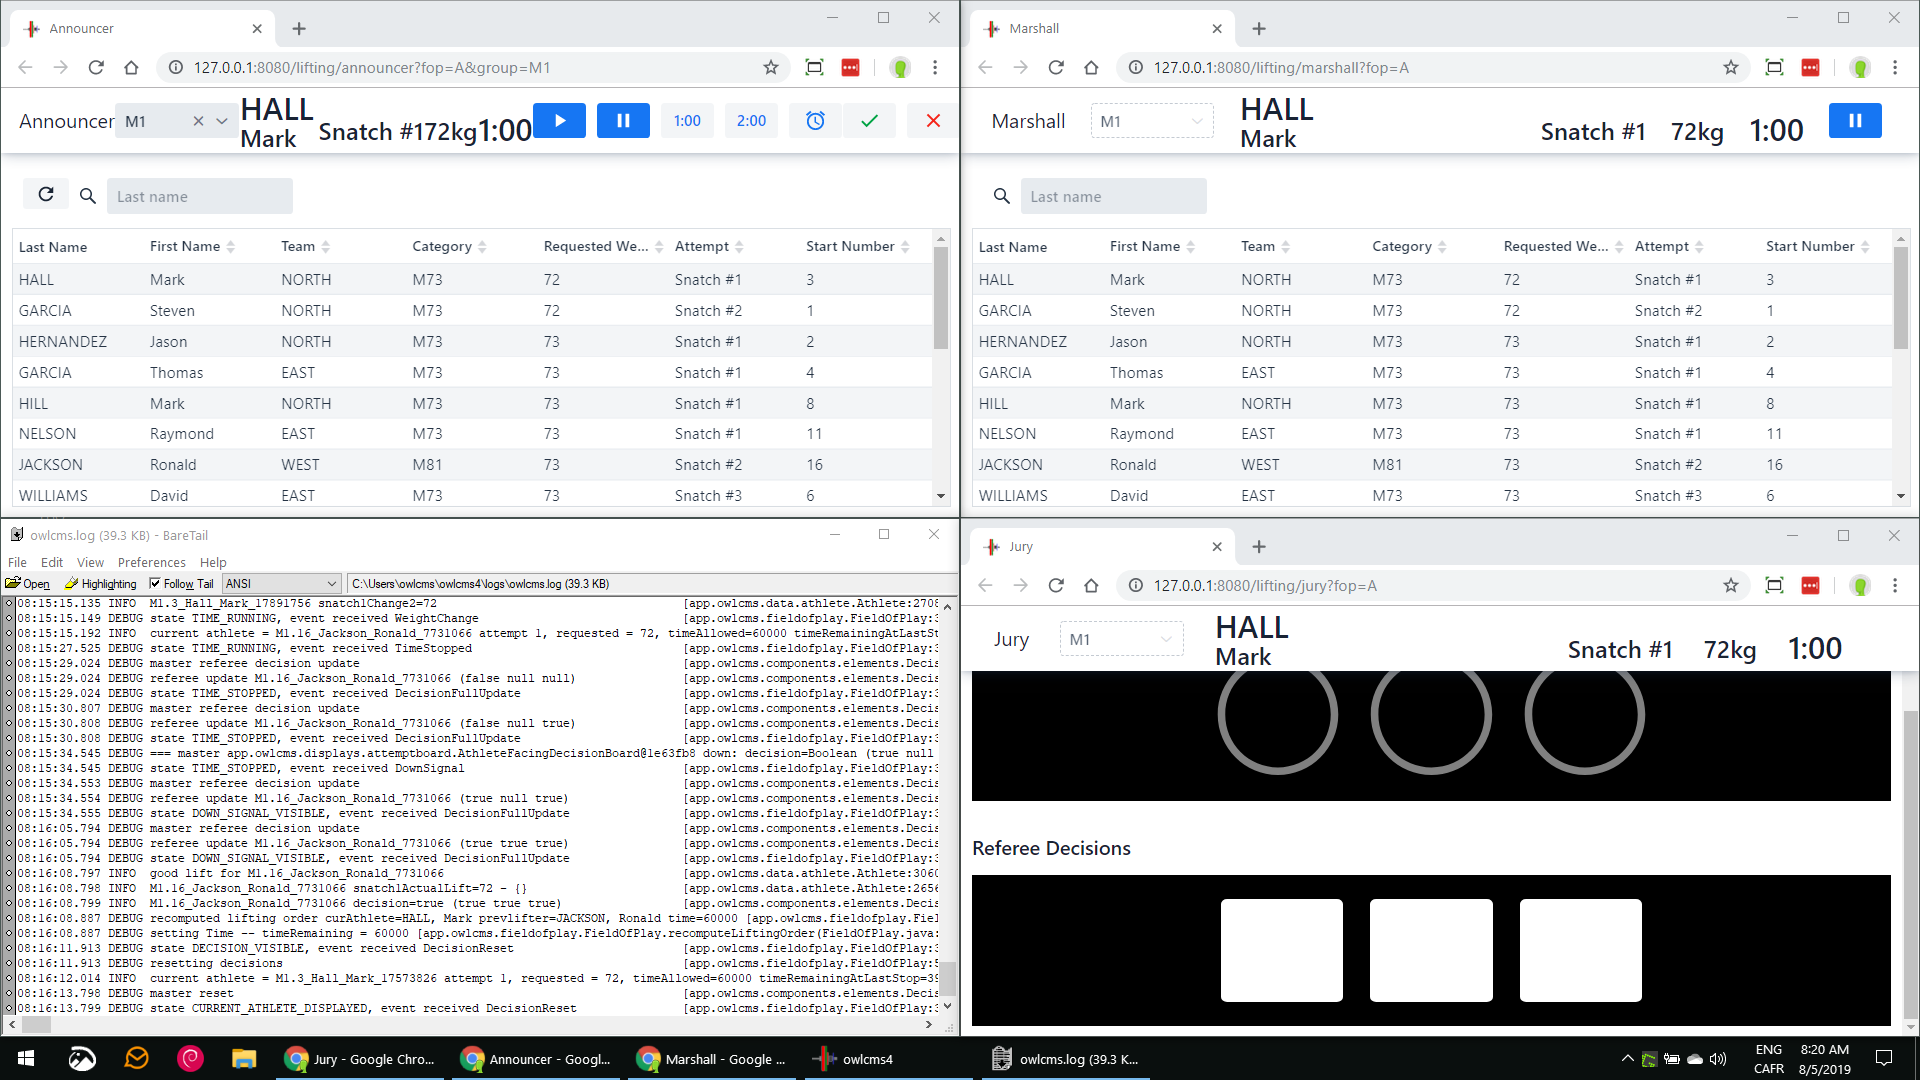 Announcer
127.0.0.1:8080/lifting/announcer?fop=A&group=M1
Announcer M1 HALL Mark Snatch #1 72kg 1:00 1:00 2:00
Last name
Last Name First Name Team Category Requested We... Attempt Start Number
HALL Mark NORTH M73 72 Snatch #1 3
GARCIA Steven NORTH M73 72 Snatch #2 1
HERNANDEZ Jason NORTH M73 73 Snatch #1 2
GARCIA Thomas EAST M73 73 Snatch #1 4
HILL Mark NORTH M73 73 Snatch #1 8
NELSON Raymond EAST M73 73 Snatch #1 11
JACKSON Ronald WEST M81 73 Snatch #2 16
WILLIAMS David EAST M73 73 Snatch #3 6
Marshall
127.0.0.1:8080/lifting/marshall?fop=A
Marshall M1 HALL Mark Snatch #1 72kg 1:00
Last name
Last Name First Name Team Category Requested We... Attempt Start Number
HALL Mark NORTH M73 72 Snatch #1 3
GARCIA Steven NORTH M73 72 Snatch #2 1
HERNANDEZ Jason NORTH M73 73 Snatch #1 2
GARCIA Thomas EAST M73 73 Snatch #1 4
HILL Mark NORTH M73 73 Snatch #1 8
NELSON Raymond EAST M73 73 Snatch #1 11
JACKSON Ronald WEST M81 73 Snatch #2 16
WILLIAMS David EAST M73 73 Snatch #3 6
owlcms.log (39.3 KB) - BareTail
File Edit View Preferences Help
Open Highlighting Follow Tail ANSI C:\Users\owlcms\owlcms4\logs\owlcms.log (39.3 KB)
08:15:15.135 INFO M1.3_Hall_Mark_17891756 snatch1Change2=72 [app.owlcms.data.athlete.Athlete:2708
08:15:15.149 DEBUG state TIME_RUNNING, event received WeightChange [app.owlcms.fieldofplay.FieldOfPlay:3
08:15:15.192 INFO current athlete = M1.16_Jackson_Ronald_7731066 attempt 1, requested = 72, timeAllowed=60000 timeRemainingAtLastSt
08:15:27.525 DEBUG state TIME_RUNNING, event received TimeStopped [app.owlcms.fieldofplay.FieldOfPlay:3
08:15:29.024 DEBUG master referee decision update [app.owlcms.components.elements.Decis
08:15:29.024 DEBUG referee update M1.16_Jackson_Ronald_7731066 (false null null) [app.owlcms.components.elements.Decis
08:15:29.024 DEBUG state TIME_STOPPED, event received DecisionFullUpdate [app.owlcms.fieldofplay.FieldOfPlay:3
08:15:30.807 DEBUG master referee decision update [app.owlcms.components.elements.Decis
08:15:30.808 DEBUG referee update M1.16_Jackson_Ronald_7731066 (false null true) [app.owlcms.components.elements.Decis
08:15:30.808 DEBUG state TIME_STOPPED, event received DecisionFullUpdate [app.owlcms.fieldofplay.FieldOfPlay:3
08:15:34.545 DEBUG === master app.owlcms.displays.attemptboard.AthleteFacingDecisionBoard@1e63fb8 down: decision=Boolean (true null
08:15:34.545 DEBUG state TIME_STOPPED, event received DownSignal [app.owlcms.fieldofplay.FieldOfPlay:3
08:15:34.553 DEBUG master referee decision update [app.owlcms.components.elements.Decis
08:15:34.554 DEBUG referee update M1.16_Jackson_Ronald_7731066 (true null true) [app.owlcms.components.elements.Decis
08:15:34.555 DEBUG state DOWN_SIGNAL_VISIBLE, event received DecisionFullUpdate [app.owlcms.fieldofplay.FieldOfPlay:3
08:16:05.794 DEBUG master referee decision update [app.owlcms.components.elements.Decis
08:16:05.794 DEBUG referee update M1.16_Jackson_Ronald_7731066 (true true true) [app.owlcms.components.elements.Decis
08:16:05.794 DEBUG state DOWN_SIGNAL_VISIBLE, event received DecisionFullUpdate [app.owlcms.fieldofplay.FieldOfPlay:3
08:16:08.797 INFO good lift for M1.16_Jackson_Ronald_7731066 [app.owlcms.data.athlete.Athlete:3060
08:16:08.798 INFO M1.16_Jackson_Ronald_7731066 snatch1ActualLift=72 - {} [app.owlcms.data.athlete.Athlete:2656
08:16:08.799 INFO M1.16_Jackson_Ronald_7731066 decision=true (true true true) [app.owlcms.fieldofplay.FieldOfPlay:3
08:16:08.887 DEBUG recomputed lifting order curAthlete=HALL, Mark prevlifter=JACKSON, Ronald time=60000 [app.owlcms.fieldofplay.Fiel
08:16:08.887 DEBUG setting Time -- timeRemaining = 60000 [app.owlcms.fieldofplay.FieldOfPlay.recomputeLiftingOrder(FieldOfPlay.java:
08:16:11.913 DEBUG state DECISION_VISIBLE, event received DecisionReset [app.owlcms.fieldofplay.FieldOfPlay:3
08:16:11.913 DEBUG resetting decisions [app.owlcms.fieldofplay.FieldOfPlay:5
08:16:12.014 INFO current athlete = M1.3_Hall_Mark_17573826 attempt 1, requested = 72, timeAllowed=60000 timeRemainingAtLastStop=39
08:16:13.798 DEBUG master reset [app.owlcms.components.elements.Decis
08:16:13.799 DEBUG state CURRENT_ATHLETE_DISPLAYED, event received DecisionReset [app.owlcms.fieldofplay.FieldOfPlay:3
Jury
127.0.0.1:8080/lifting/jury?fop=A
Jury M1 HALL Mark Snatch #1 72kg 1:00
Referee Decisions
Jury - Google Chro... Announcer - Googl... Marshall - Google ... owlcms4 owlcms.log (39.3 K...
ENG 8:20 AM
CAFR 8/5/2019